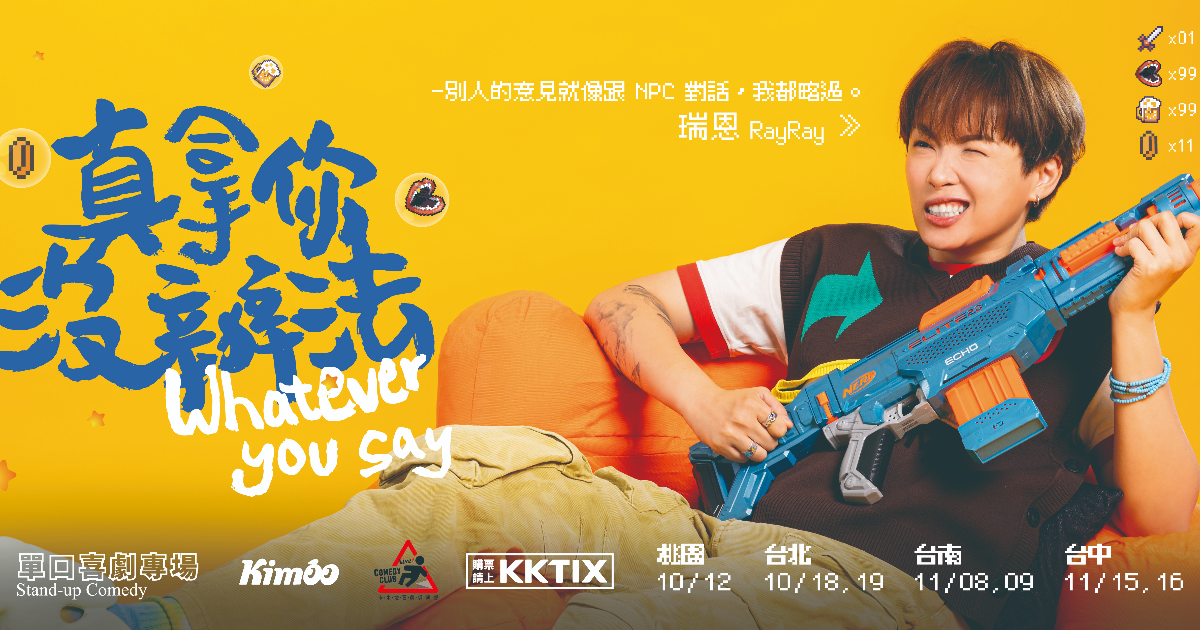 真拿你
沒辦法
Whatever
you say
—別人的意見就像跟 NPC 對話,我都略過。
瑞恩 RayRay
x01
x99
x99
x11
NERF
ELITE 2.0
ECHO
單口喜劇專場
Stand-up Comedy
Kimbo
COMEDY
CLUB
購票
請上 KKTIX
桃園
10/12
台北
10/18, 19
台南
11/08, 09
台中
11/15, 16